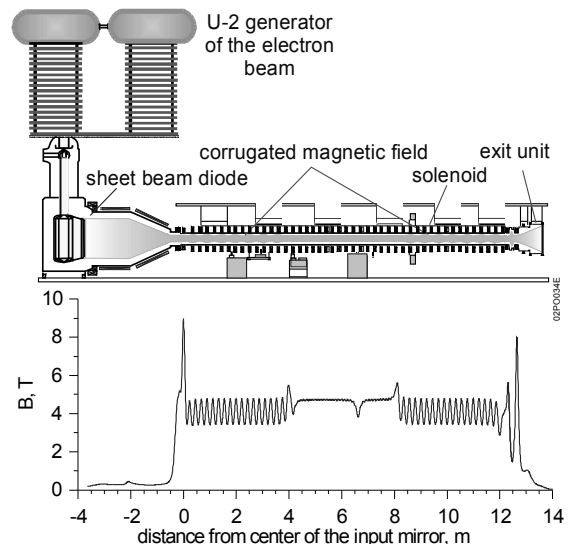 U-2 generator
of the electron
beam
corrugated magnetic field
exit unit
sheet beam diode
solenoid
02PO034E
10
8
6
4
2
0
B, T
-4 -2 0 2 4 6 8 10 12 14
distance from center of the input mirror, m